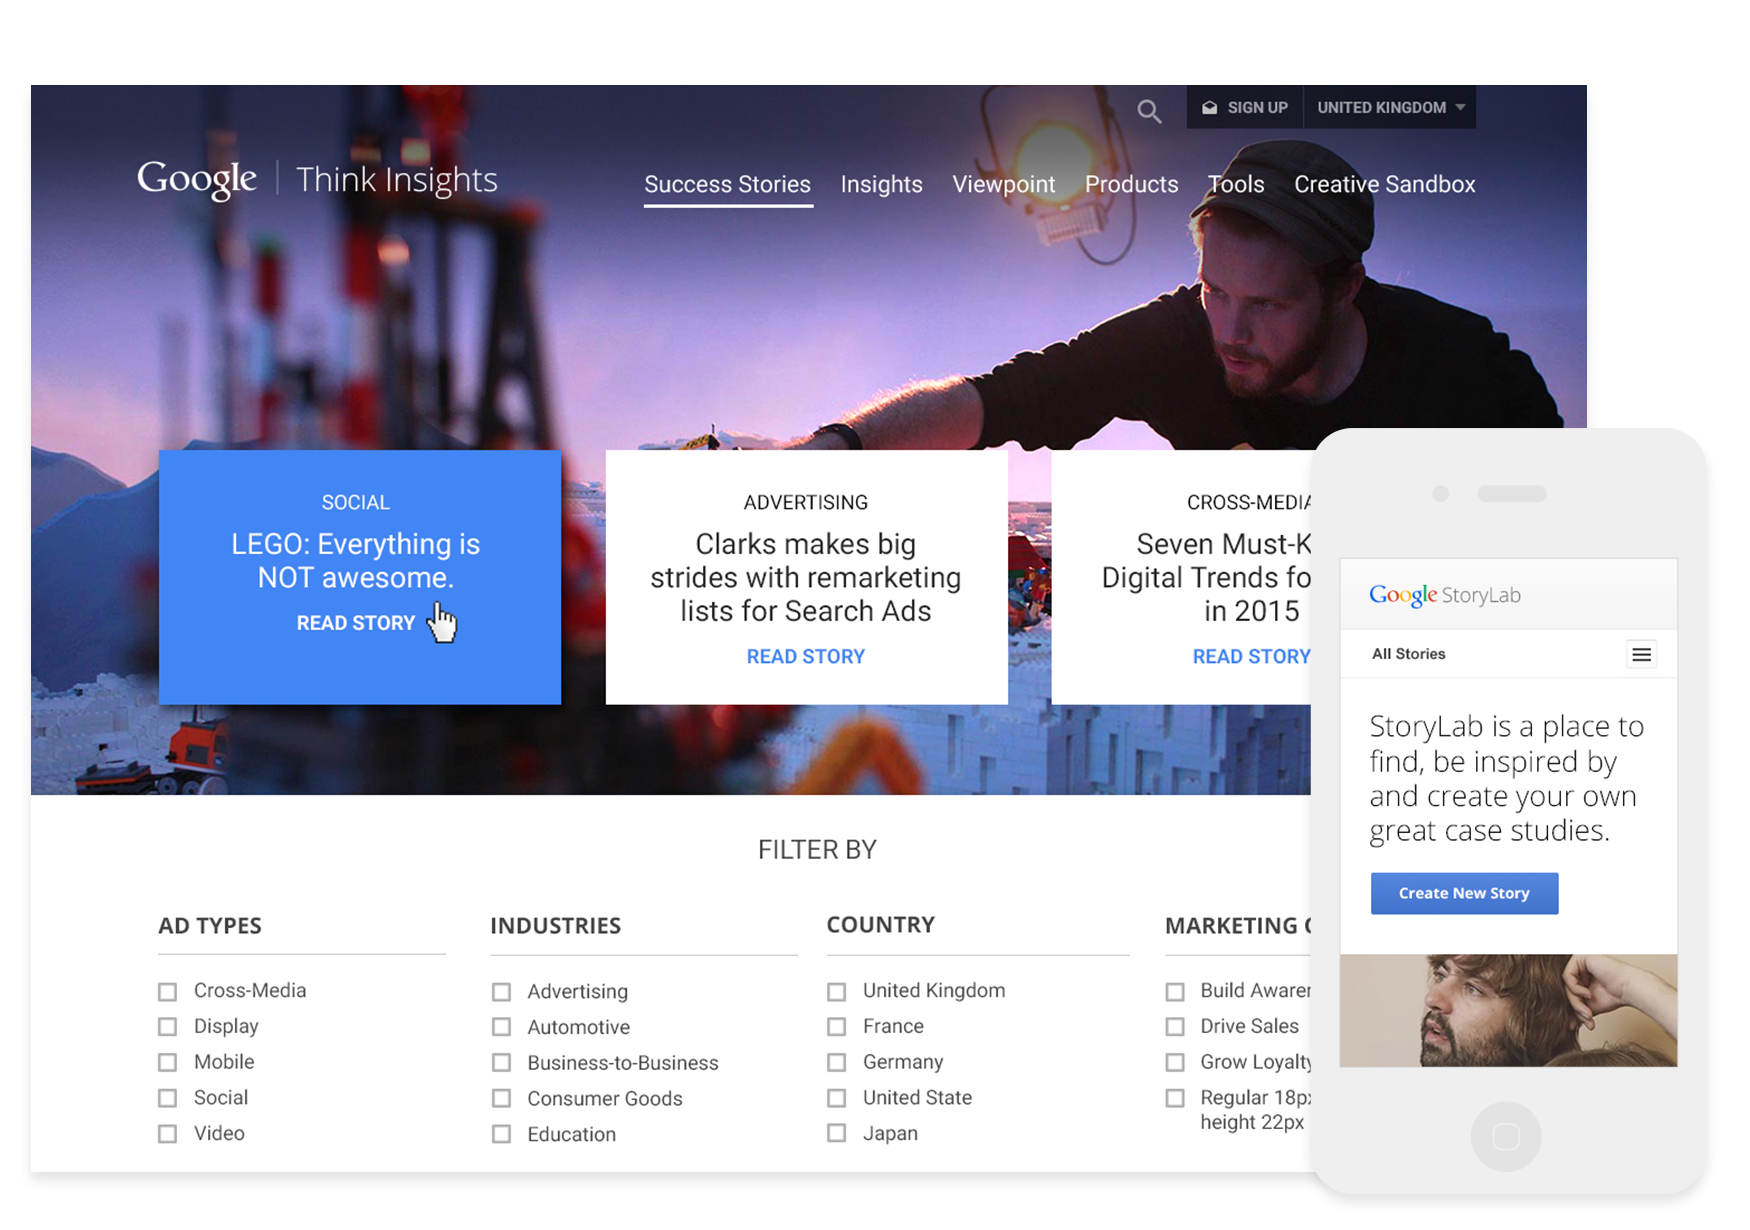 SIGN UP
UNITED KINGDOM
Google Think Insights
Success Stories Insights Viewpoint Products Tools Creative Sandbox
SOCIAL
LEGO: Everything is
NOT awesome.
READ STORY
ADVERTISING
Clarks makes big
strides with remarketing
lists for Search Ads
READ STORY
CROSS-MEDIA
Seven Must-K
Digital Trends fo
in 2015
READ STORY
FILTER BY
AD TYPES
Cross-Media
Display
Mobile
Social
Video
INDUSTRIES
Advertising
Automotive
Business-to-Business
Consumer Goods
Education
COUNTRY
United Kingdom
France
Germany
United State
Japan
MARKETING
Build Awarer
Drive Sales
Grow Loyalty
Regular 18px
height 22px
Google StoryLab
All Stories
StoryLab is a place to
find, be inspired by
and create your own
great case studies.
Create New Story